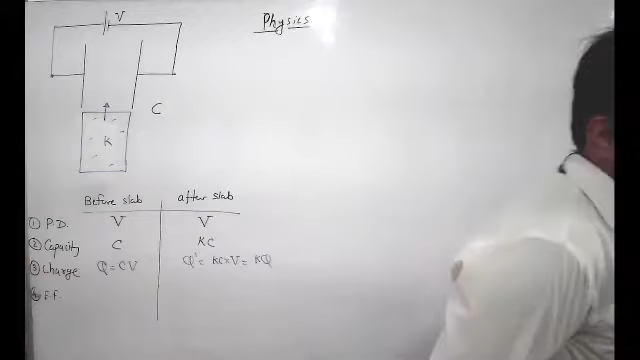 V
Physics
C
K
Before slab after slab
① P.D. V V
② Capacity C KC
③ Charge Q = CV Q' = KC×V = KQ
④ E.F.